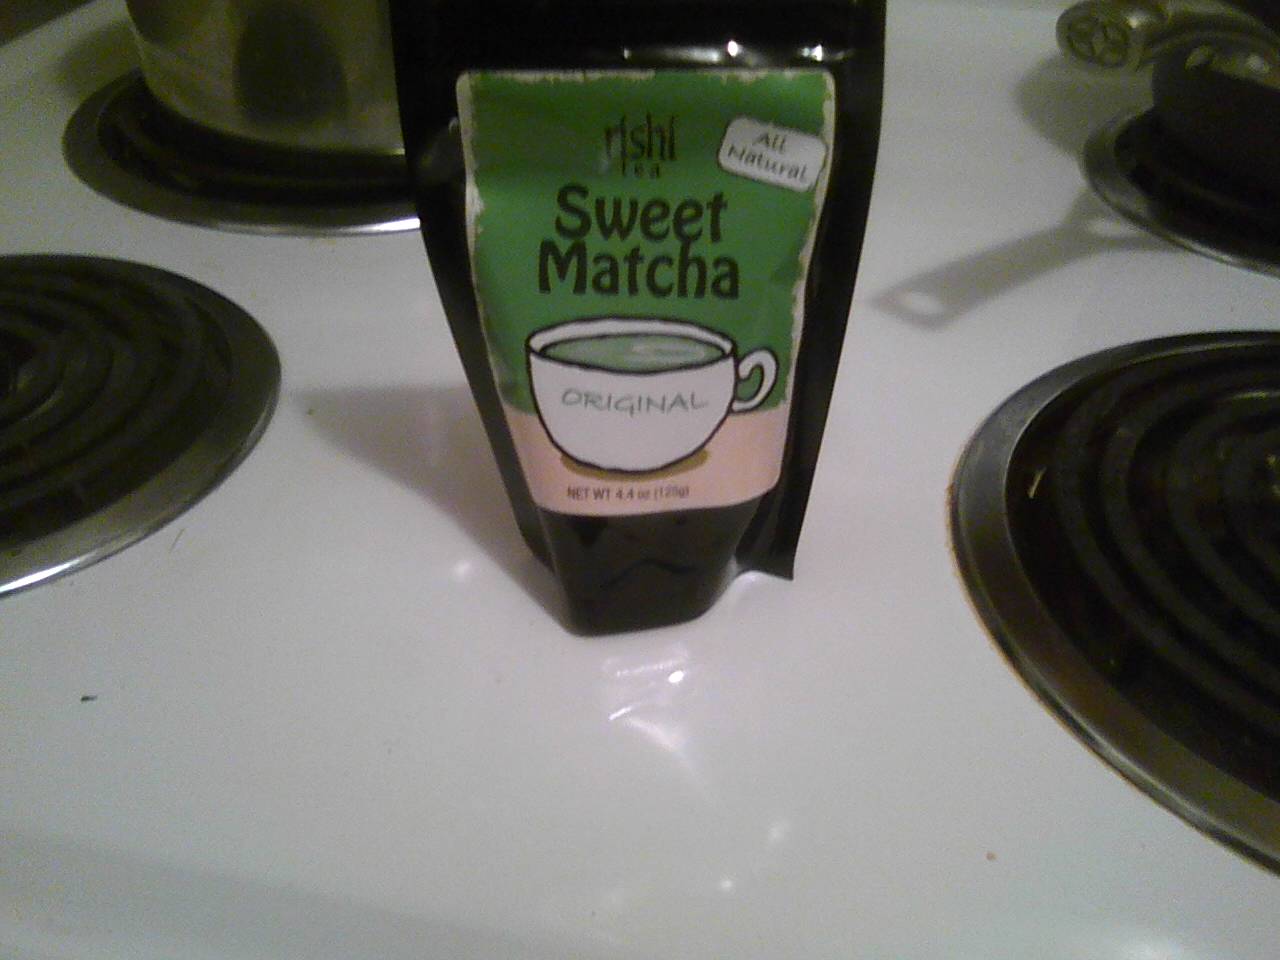 rishi
tea
All
Natural
Sweet
Matcha
ORIGINAL
NET WT 4.4 oz (125g)